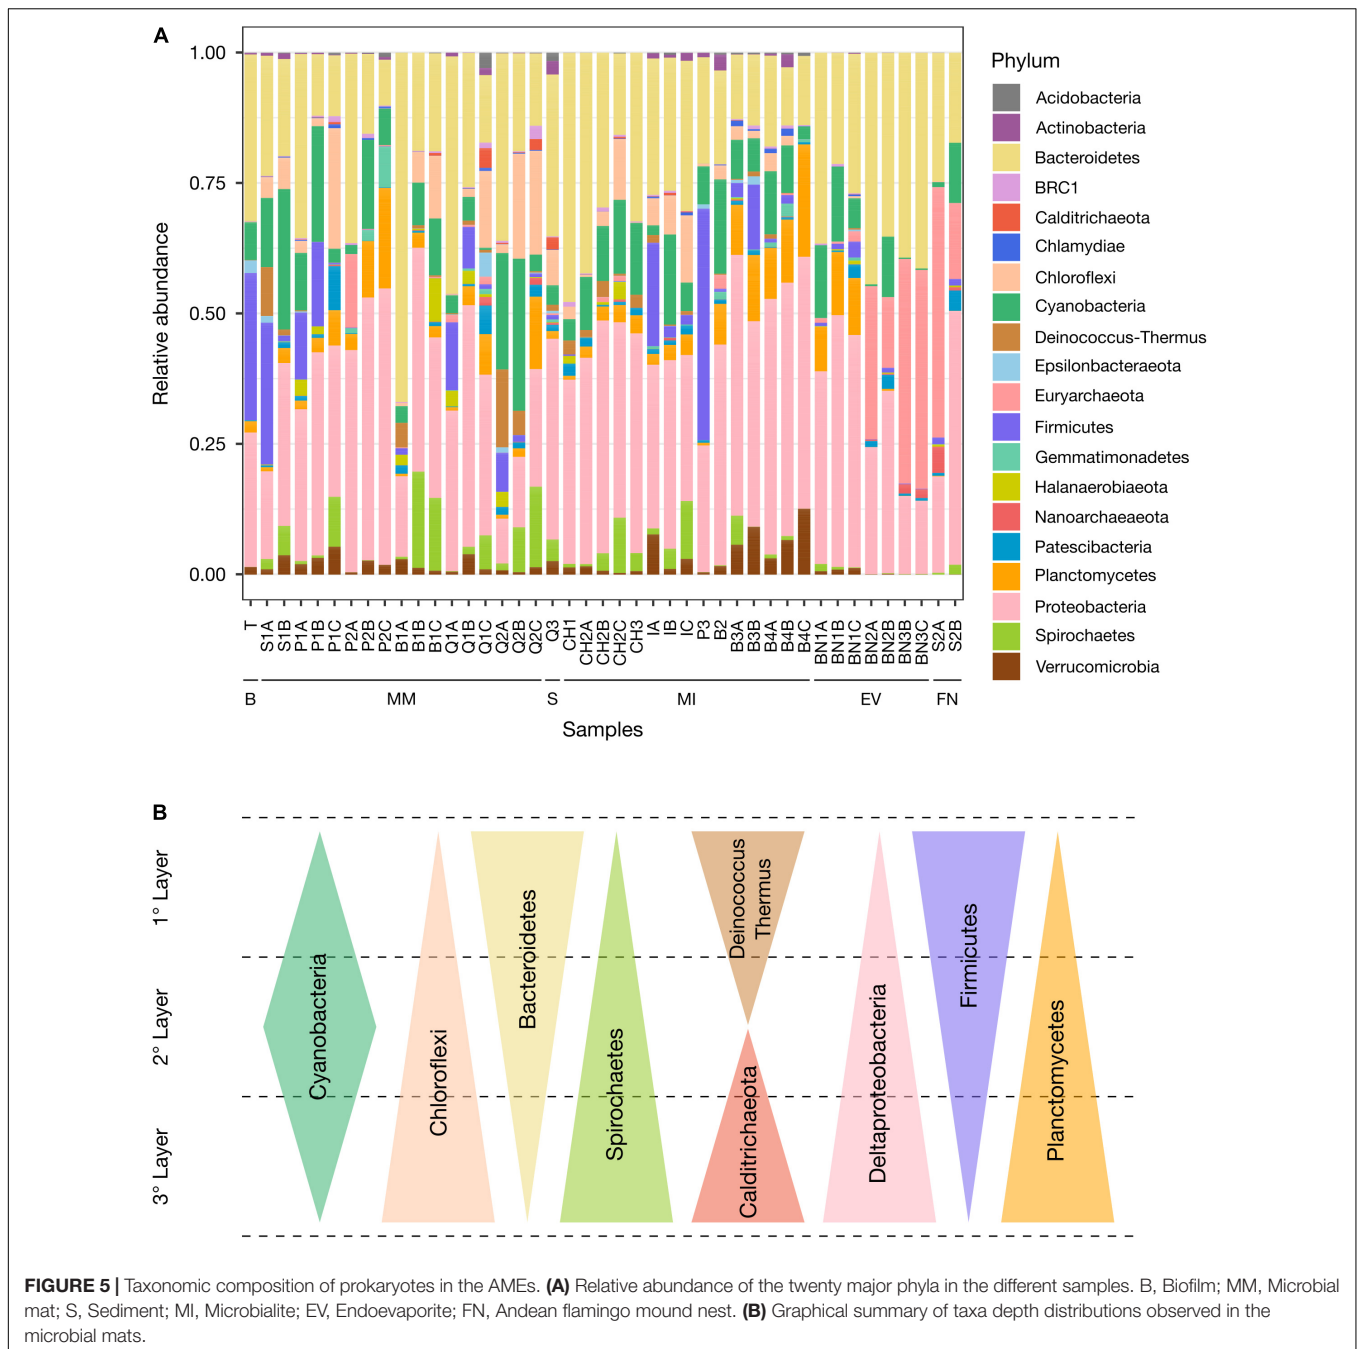 A
1.00
0.75
0.50
0.25
0.00
Relative abundance
T S1A S1B P1A P1B P1C P2A P2B P2C B1A B1B B1C Q1A Q1B Q1C Q2A Q2B Q2C Q3 CH1 CH2A CH2B CH2C CH3 IA IB IC P3 B2 B3A B3B B4A B4B B4C BN1A BN1B BN1C BN2A BN2B BN3B BN3C S2A S2B
B MM S MI EV FN
Samples
Phylum
Acidobacteria
Actinobacteria
Bacteroidetes
BRC1
Calditrichaeota
Chlamydiae
Chloroflexi
Cyanobacteria
Deinococcus-Thermus
Epsilonbacteraeota
Euryarchaeota
Firmicutes
Gemmatimonadetes
Halanaerobiaeota
Nanoarchaeaeota
Patescibacteria
Planctomycetes
Proteobacteria
Spirochaetes
Verrucomicrobia
B
1° Layer
2° Layer
3° Layer
Cyanobacteria
Chloroflexi
Bacteroidetes
Spirochaetes
Deinococcus
Thermus
Calditrichaeota
Deltaproteobacteria
Firmicutes
Planctomycetes
FIGURE 5 | Taxonomic composition of prokaryotes in the AMEs. (A) Relative abundance of the twenty major phyla in the different samples. B, Biofilm; MM, Microbial
mat; S, Sediment; MI, Microbialite; EV, Endoevaporite; FN, Andean flamingo mound nest. (B) Graphical summary of taxa depth distributions observed in the
microbial mats.